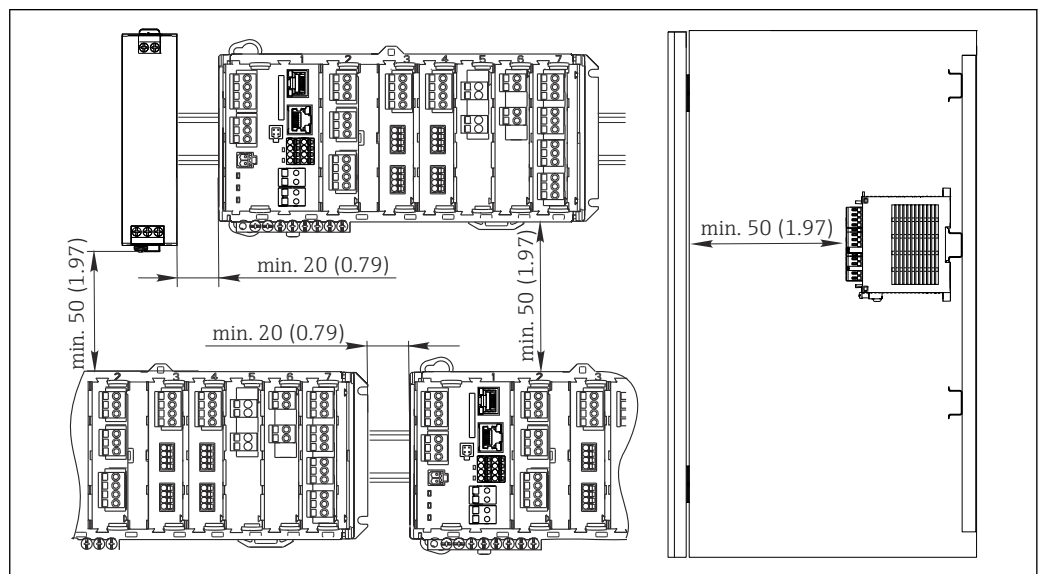 1 2 3 4 5 6 7
min. 50 (1.97)
min. 20 (0.79)
min. 50 (1.97)
min. 50 (1.97)
min. 20 (0.79)
2 3 4 5 6 7
1 2 3